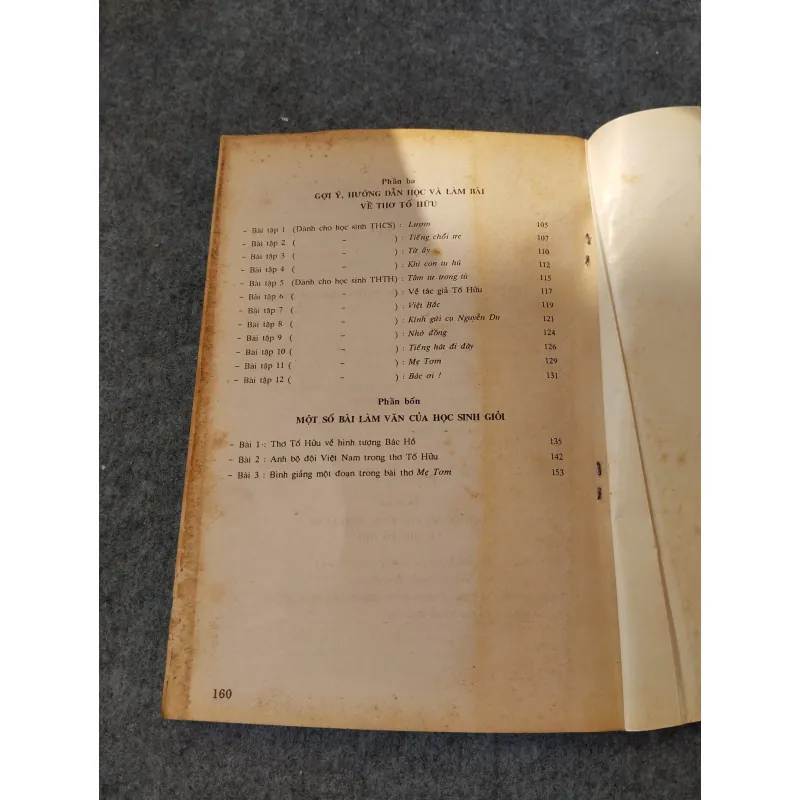 Phần ba
GỢI Ý, HƯỚNG DẪN HỌC VÀ LÀM BÀI
VỀ THƠ TỐ HỮU
- Bài tập 1 (Dành cho học sinh THCS) : Lượm 105
- Bài tập 2 ( " ) : Tiếng chổi tre 107
- Bài tập 3 ( " ) : Từ ấy 110
- Bài tập 4 ( " ) : Khi con tu hú 112
- Bài tập 5 (Dành cho học sinh THTH) : Tâm tư trong tù 115
- Bài tập 6 ( " ) : Về tác giả Tố Hữu 117
- Bài tập 7 ( " ) : Việt Bắc 119
- Bài tập 8 ( " ) : Kính gửi cụ Nguyễn Du 121
- Bài tập 9 ( " ) : Nhớ đồng 124
- Bài tập 10 ( " ) : Tiếng hát đi đày 126
- Bài tập 11 ( " ) : Mẹ Tơm 129
- Bài tập 12 ( " ) : Bác ơi ! 131
Phần bốn
MỘT SỐ BÀI LÀM VĂN CỦA HỌC SINH GIỎI
- Bài 1 : Thơ Tố Hữu về hình tượng Bác Hồ 135
- Bài 2 : Anh bộ đội Việt Nam trong thơ Tố Hữu 142
- Bài 3 : Bình giảng một đoạn trong bài thơ Mẹ Tơm 153
160